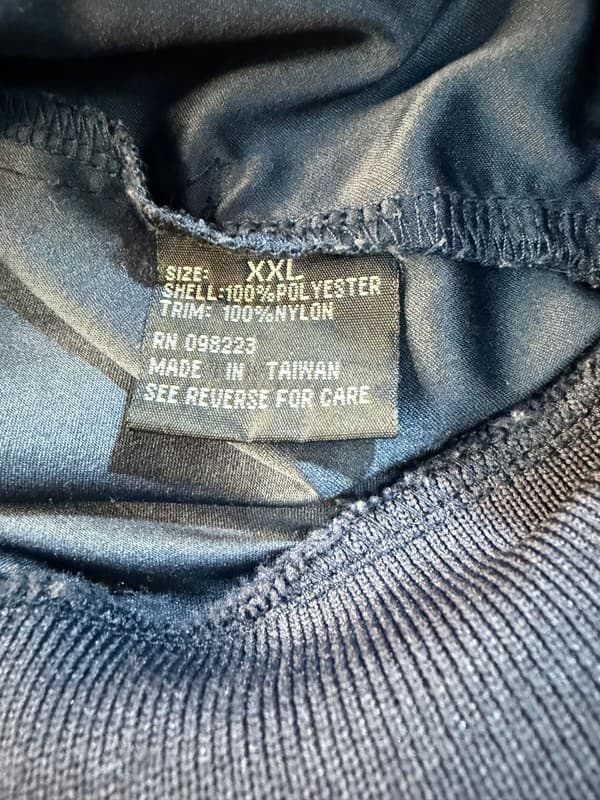 SIZE: XXL
SHELL:100%POLYESTER
TRIM: 100%NYLON
RN 098223
MADE IN TAIWAN
SEE REVERSE FOR CARE